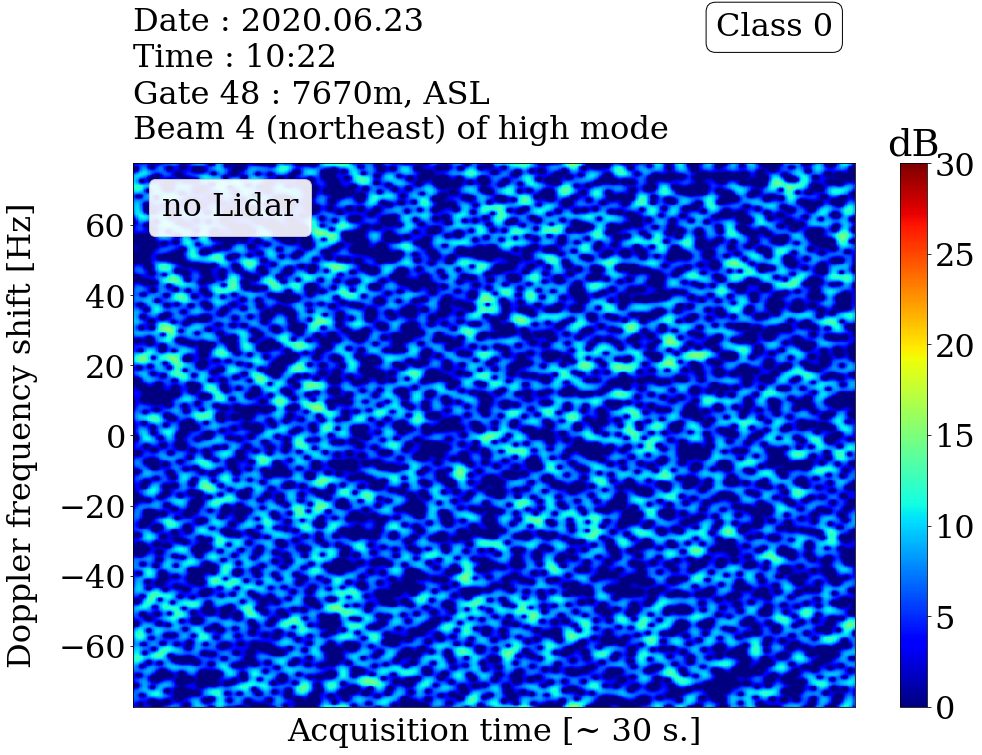 Date : 2020.06.23
Time : 10:22
Gate 48 : 7670m, ASL
Beam 4 (northeast) of high mode
Class 0
dB
no Lidar
Doppler frequency shift [Hz]
60
40
20
0
−20
−40
−60
30
25
20
15
10
5
0
Acquisition time [~ 30 s.]